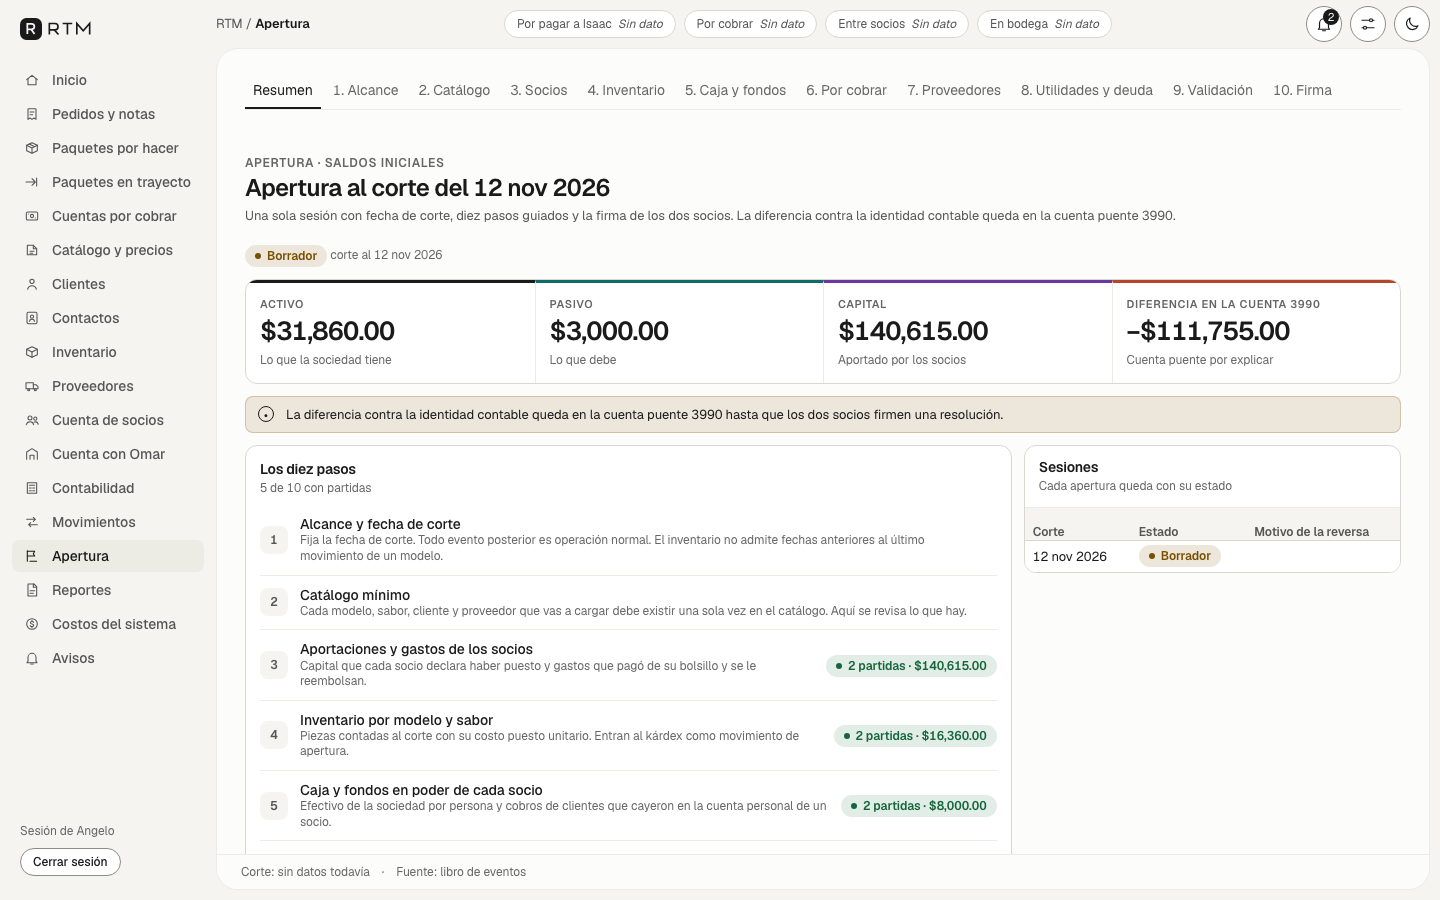 R RTM
RTM / Apertura
Por pagar a Isaac Sin dato
Por cobrar Sin dato
Entre socios Sin dato
En bodega Sin dato
2
Inicio
Pedidos y notas
Paquetes por hacer
Paquetes en trayecto
Cuentas por cobrar
Catálogo y precios
Clientes
Contactos
Inventario
Proveedores
Cuenta de socios
Cuenta con Omar
Contabilidad
Movimientos
Apertura
Reportes
Costos del sistema
Avisos
Sesión de Angelo
Cerrar sesión
Resumen
1. Alcance
2. Catálogo
3. Socios
4. Inventario
5. Caja y fondos
6. Por cobrar
7. Proveedores
8. Utilidades y deuda
9. Validación
10. Firma
APERTURA · SALDOS INICIALES
Apertura al corte del 12 nov 2026
Una sola sesión con fecha de corte, diez pasos guiados y la firma de los dos socios. La diferencia contra la identidad contable queda en la cuenta puente 3990.
Borrador corte al 12 nov 2026
ACTIVO
$31,860.00
Lo que la sociedad tiene
PASIVO
$3,000.00
Lo que debe
CAPITAL
$140,615.00
Aportado por los socios
DIFERENCIA EN LA CUENTA 3990
–$111,755.00
Cuenta puente por explicar
La diferencia contra la identidad contable queda en la cuenta puente 3990 hasta que los dos socios firmen una resolución.
Los diez pasos
5 de 10 con partidas
1
Alcance y fecha de corte
Fija la fecha de corte. Todo evento posterior es operación normal. El inventario no admite fechas anteriores al último
movimiento de un modelo.
2
Catálogo mínimo
Cada modelo, sabor, cliente y proveedor que vas a cargar debe existir una sola vez en el catálogo. Aquí se revisa lo que hay.
3
Aportaciones y gastos de los socios
Capital que cada socio declara haber puesto y gastos que pagó de su bolsillo y se le
reembolsan.
2 partidas · $140,615.00
4
Inventario por modelo y sabor
Piezas contadas al corte con su costo puesto unitario. Entran al kárdex como movimiento de
apertura.
2 partidas · $16,360.00
5
Caja y fondos en poder de cada socio
Efectivo de la sociedad por persona y cobros de clientes que cayeron en la cuenta personal de un
socio.
2 partidas · $8,000.00
Sesiones
Cada apertura queda con su estado
Corte Estado Motivo de la reversa
12 nov 2026 Borrador
Corte: sin datos todavía · Fuente: libro de eventos